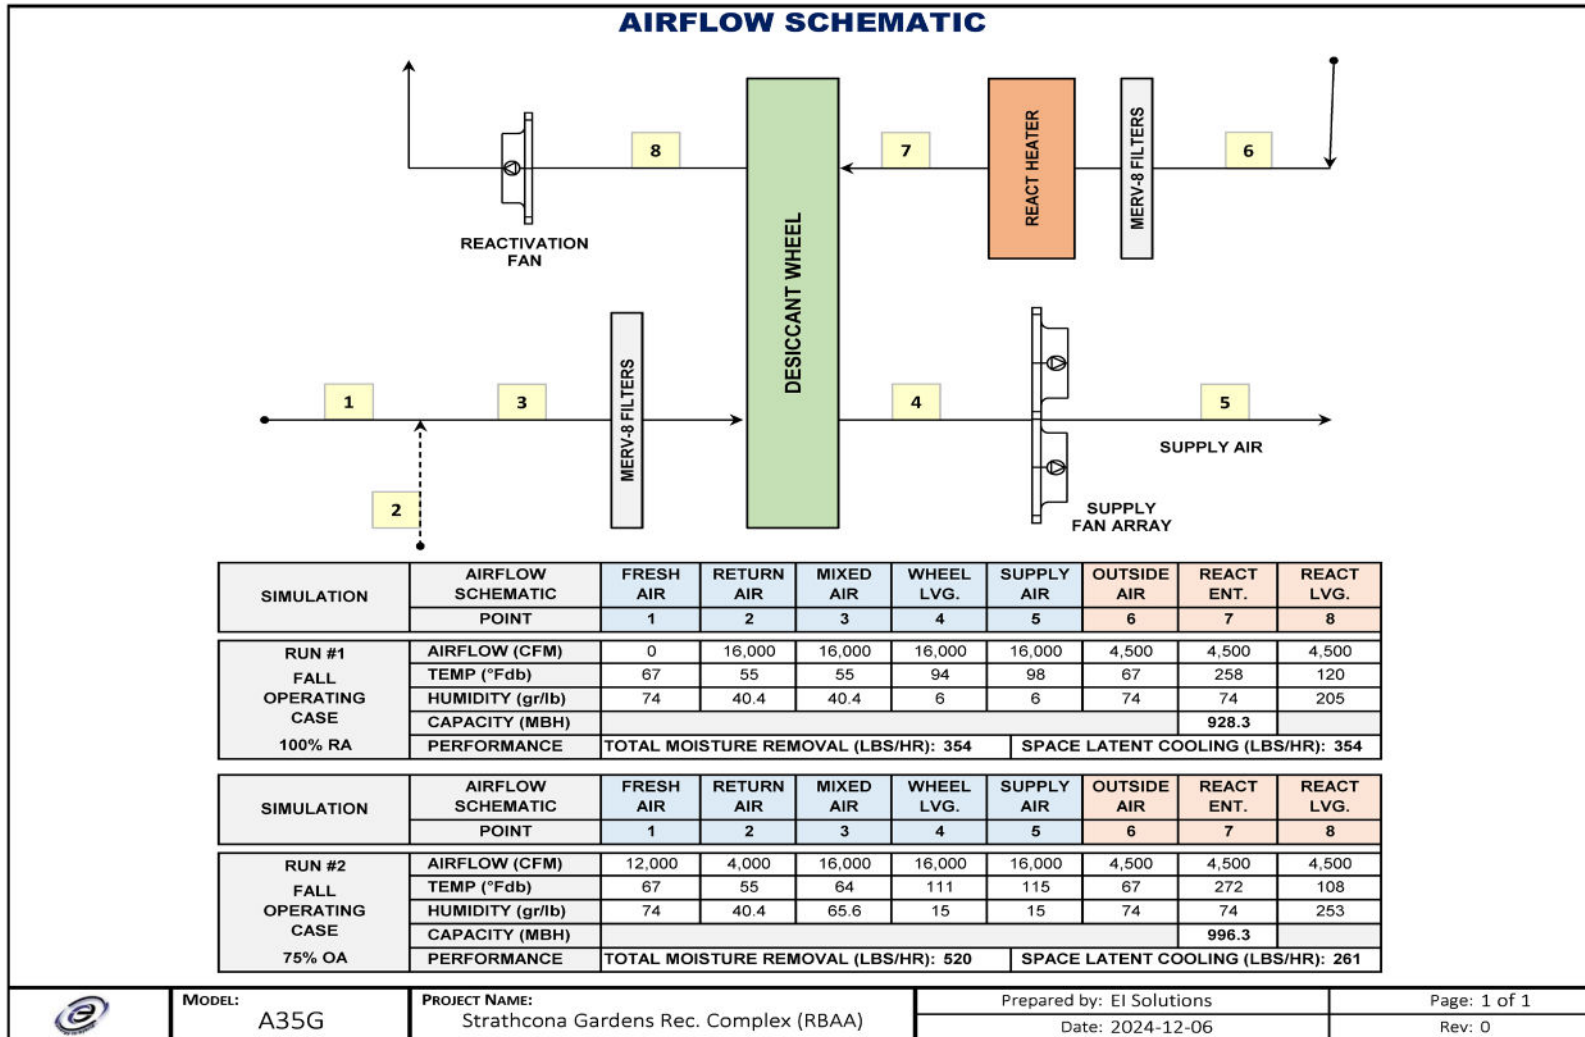 AIRFLOW SCHEMATIC
8
7
6
REACTIVATION
FAN
DESICCANT WHEEL
REACT HEATER
MERV-8 FILTERS
1
3
MERV-8 FILTERS
4
5
2
SUPPLY AIR
SUPPLY
FAN ARRAY
SIMULATION
AIRFLOW SCHEMATIC FRESH AIR RETURN AIR MIXED AIR WHEEL LVG. SUPPLY AIR OUTSIDE AIR REACT ENT. REACT LVG.
POINT 1 2 3 4 5 6 7 8
RUN #1 AIRFLOW (CFM) 0 16,000 16,000 16,000 16,000 4,500 4,500 4,500
FALL TEMP (°Fdb) 67 55 55 94 98 67 258 120
OPERATING HUMIDITY (gr/lb) 74 40.4 40.4 6 6 74 74 205
CASE CAPACITY (MBH) 928.3
100% RA PERFORMANCE TOTAL MOISTURE REMOVAL (LBS/HR): 354 SPACE LATENT COOLING (LBS/HR): 354
SIMULATION
AIRFLOW SCHEMATIC FRESH AIR RETURN AIR MIXED AIR WHEEL LVG. SUPPLY AIR OUTSIDE AIR REACT ENT. REACT LVG.
POINT 1 2 3 4 5 6 7 8
RUN #2 AIRFLOW (CFM) 12,000 4,000 16,000 16,000 16,000 4,500 4,500 4,500
FALL TEMP (°Fdb) 67 55 64 111 115 67 272 108
OPERATING HUMIDITY (gr/lb) 74 40.4 65.6 15 15 74 74 253
CASE CAPACITY (MBH) 996.3
75% OA PERFORMANCE TOTAL MOISTURE REMOVAL (LBS/HR): 520 SPACE LATENT COOLING (LBS/HR): 261
MODEL:
A35G
PROJECT NAME:
Strathcona Gardens Rec. Complex (RBAA)
Prepared by: EI Solutions
Page: 1 of 1
Date: 2024-12-06
Rev: 0